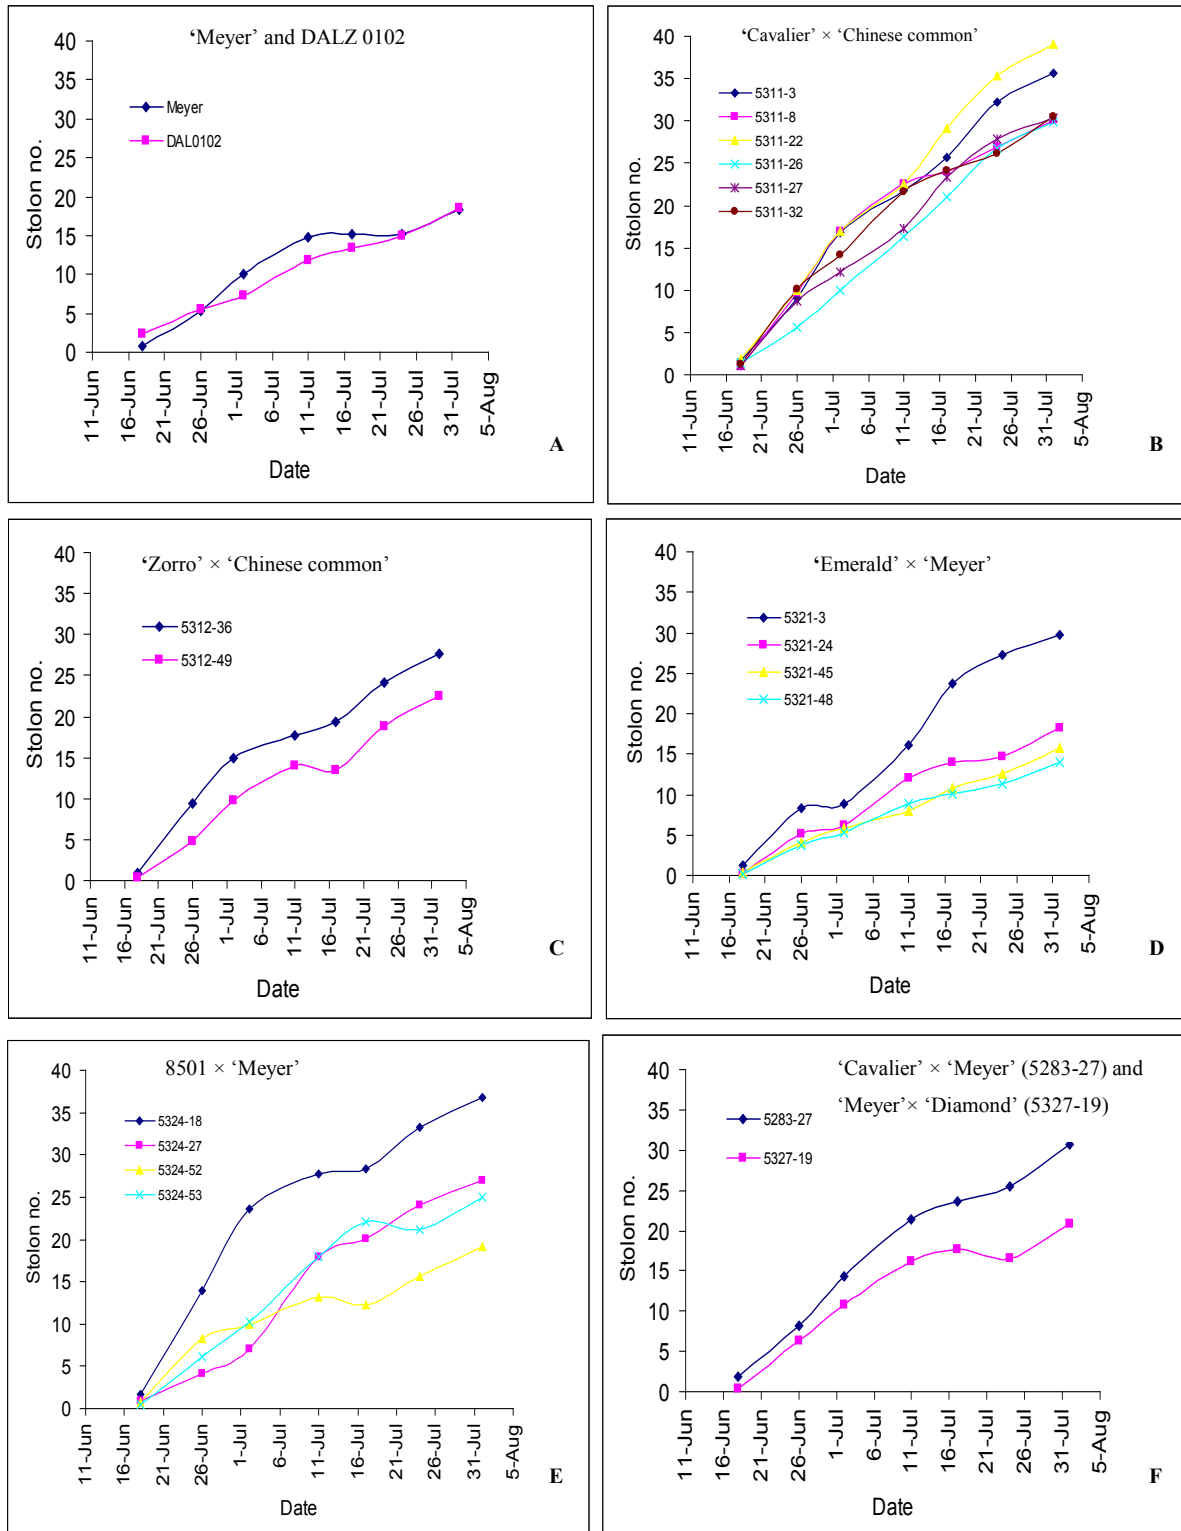 ‘Meyer’ and DALZ 0102
40
35
30
25
20
15
10
5
0
Stolon no.
Meyer
DAL0102
11-Jun
16-Jun
21-Jun
26-Jun
1-Jul
6-Jul
11-Jul
16-Jul
21-Jul
26-Jul
31-Jul
5-Aug
Date
A
‘Cavalier’ × ‘Chinese common’
40
35
30
25
20
15
10
5
0
Stolon no.
5311-3
5311-8
5311-22
5311-26
5311-27
5311-32
11-Jun
16-Jun
21-Jun
26-Jun
1-Jul
6-Jul
11-Jul
16-Jul
21-Jul
26-Jul
31-Jul
5-Aug
Date
B
‘Zorro’ × ‘Chinese common’
40
35
30
25
20
15
10
5
0
Stolon no.
5312-36
5312-49
11-Jun
16-Jun
21-Jun
26-Jun
1-Jul
6-Jul
11-Jul
16-Jul
21-Jul
26-Jul
31-Jul
5-Aug
Date
C
‘Emerald’ × ‘Meyer’
40
35
30
25
20
15
10
5
0
Stolon no.
5321-3
5321-24
5321-45
5321-48
11-Jun
16-Jun
21-Jun
26-Jun
1-Jul
6-Jul
11-Jul
16-Jul
21-Jul
26-Jul
31-Jul
5-Aug
Date
D
8501 × ‘Meyer’
40
35
30
25
20
15
10
5
0
Stolon no.
5324-18
5324-27
5324-52
5324-53
11-Jun
16-Jun
21-Jun
26-Jun
1-Jul
6-Jul
11-Jul
16-Jul
21-Jul
26-Jul
31-Jul
5-Aug
Date
E
‘Cavalier’ × ‘Meyer’ (5283-27) and
‘Meyer’× ‘Diamond’ (5327-19)
40
35
30
25
20
15
10
5
0
Stolon no.
5283-27
5327-19
11-Jun
16-Jun
21-Jun
26-Jun
1-Jul
6-Jul
11-Jul
16-Jul
21-Jul
26-Jul
31-Jul
5-Aug
Date
F